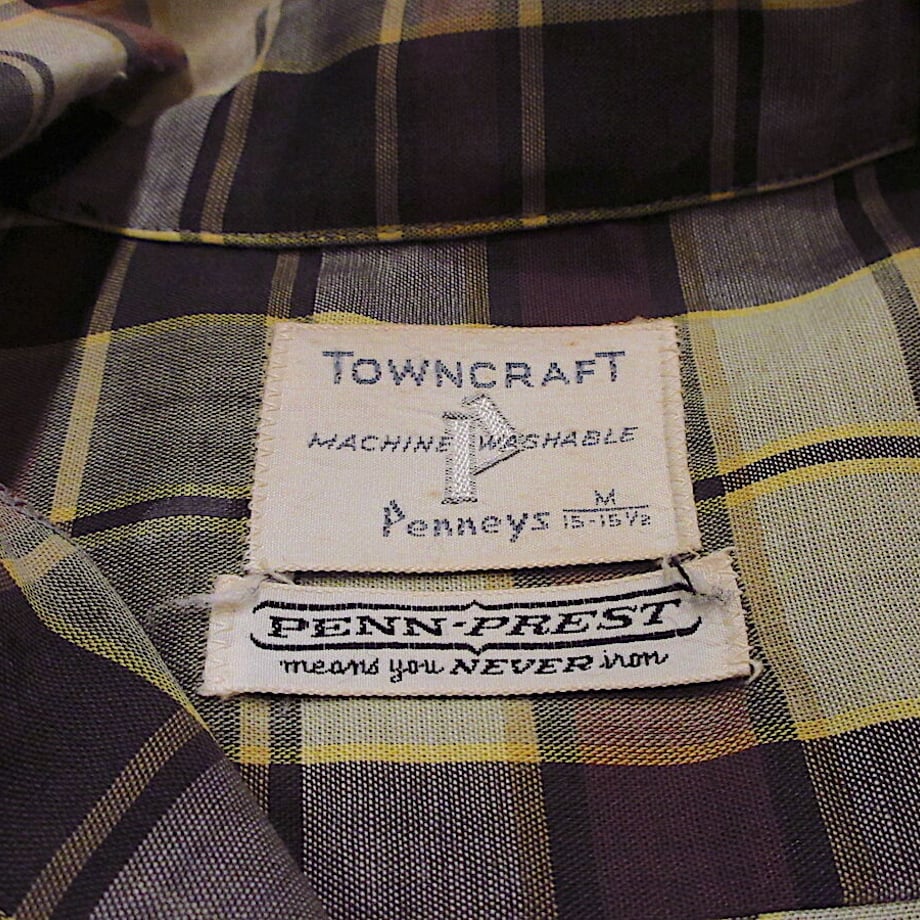 TOWNCRAFT
P
MACHINE WASHABLE
Penneys M 15-15½
PENN-PREST
means you NEVER iron